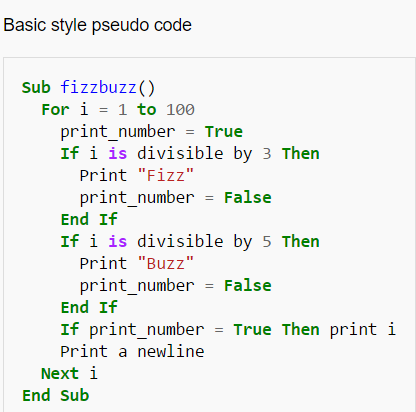 Basic style pseudo code
Sub fizzbuzz()
  For i = 1 to 100
    print_number = True
    If i is divisible by 3 Then
      Print "Fizz"
      print_number = False
    End If
    If i is divisible by 5 Then
      Print "Buzz"
      print_number = False
    End If
    If print_number = True Then print i
    Print a newline
  Next i
End Sub